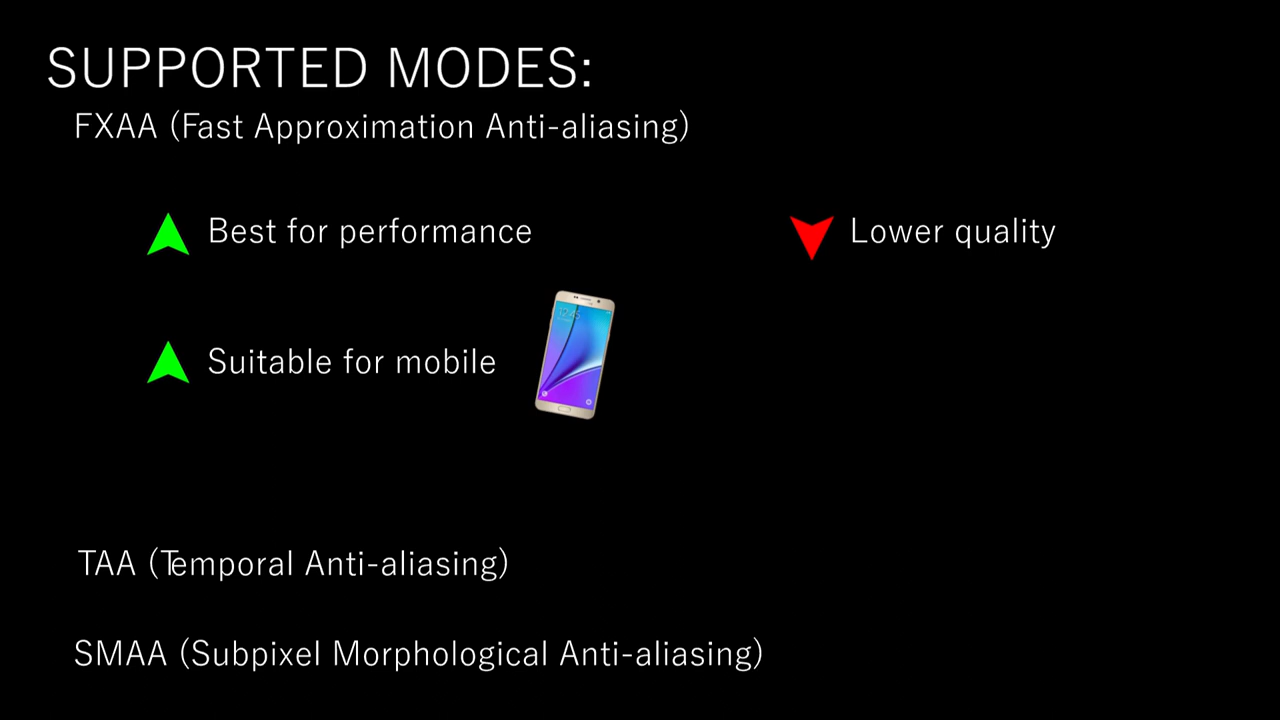 SUPPORTED MODES:
FXAA (Fast Approximation Anti-aliasing)
Best for performance
Lower quality
Suitable for mobile
TAA (Temporal Anti-aliasing)
SMAA (Subpixel Morphological Anti-aliasing)